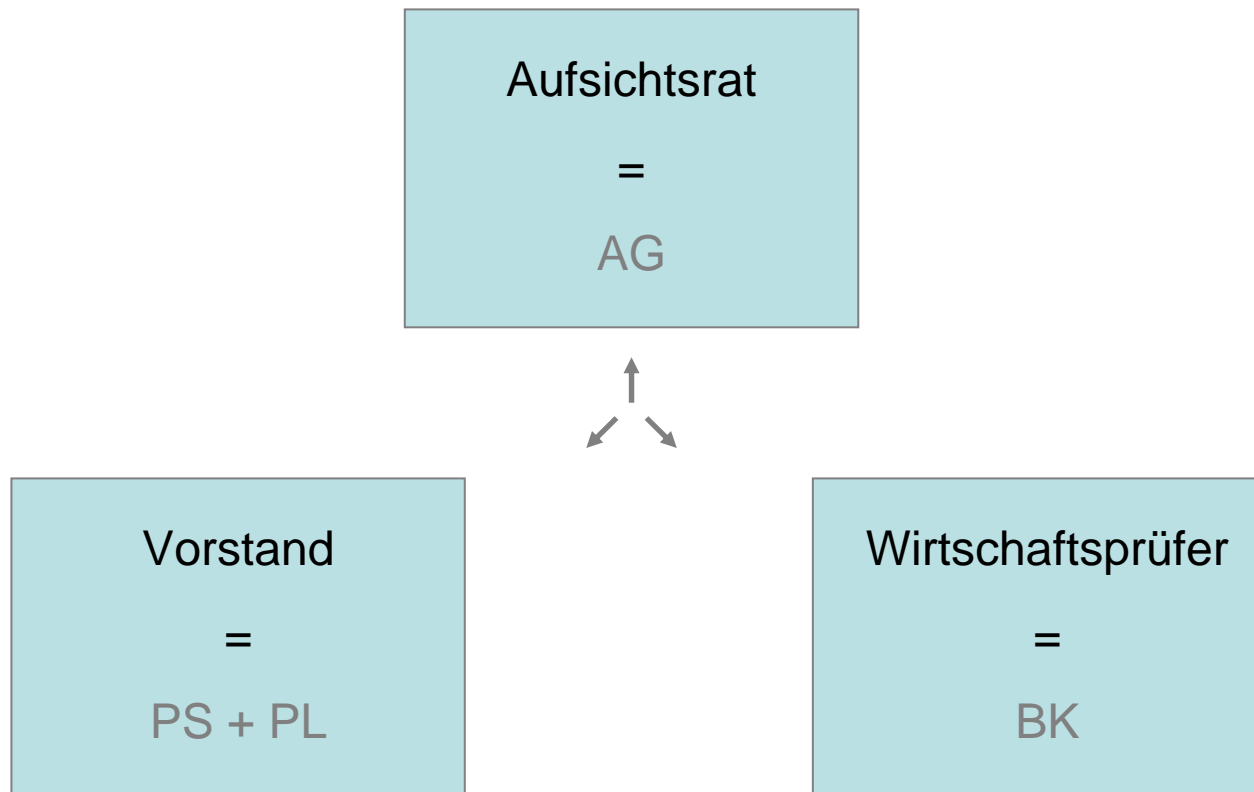 Aufsichtsrat
=
AG
Vorstand
=
PS + PL
Wirtschaftsprüfer
=
BK